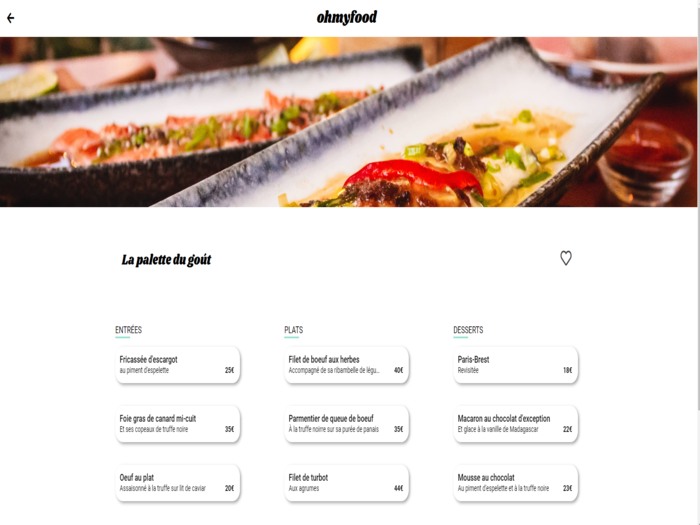 ohmyfood
La palette du goût
ENTRÉES
Fricassée d'escargot
au piment d'espelette 25€
Foie gras de canard mi-cuit
Et ses copeaux de truffe noire 35€
Oeuf au plat
Assaisonné à la truffe sur lit de caviar 20€
PLATS
Filet de boeuf aux herbes
Accompagné de sa ribambelle de légu... 40€
Parmentier de queue de boeuf
À la truffe noirre sur sa purée de panais 35€
Filet de turbot
Aux agrumes 44€
DESSERTS
Paris-Brest
Revisitée 18€
Macaron au chocolat d'exception
Et glace à la vanille de Madagascar 22€
Mousse au chocolat
Au piment d'espelette et à la truffe noire 23€